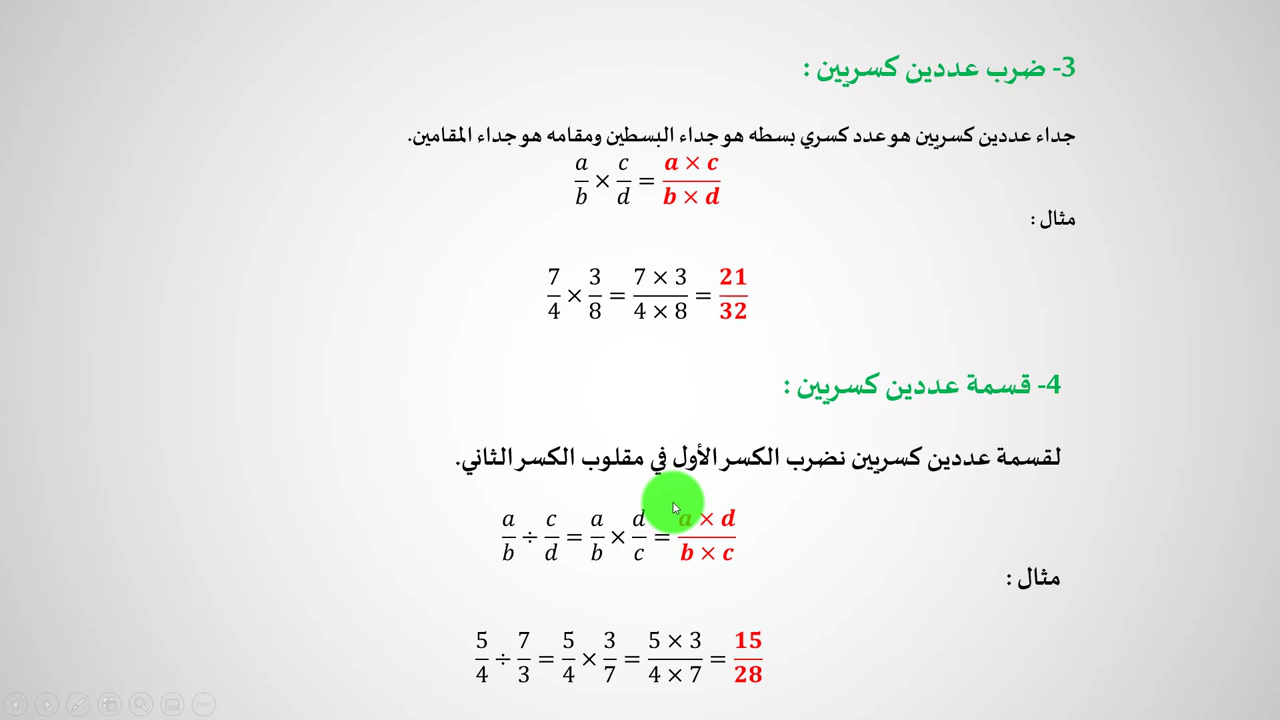 3- ضرب عددين كسريين :
جداء عددين كسريين هو عدد كسري بسطه هو جداء البسطين ومقامه هو جداء المقامين.
a/b × c/d = a × c / b × d
مثال :
7/4 × 3/8 = 7 × 3 / 4 × 8 = 21/32
4- قسمة عددين كسريين :
لقسمة عددين كسريين نضرب الكسر الأول في مقلوب الكسر الثاني.
a/b ÷ c/d = a/b × d/c = a × d / b × c
مثال :
5/4 ÷ 7/3 = 5/4 × 3/7 = 5 × 3 / 4 × 7 = 15/28